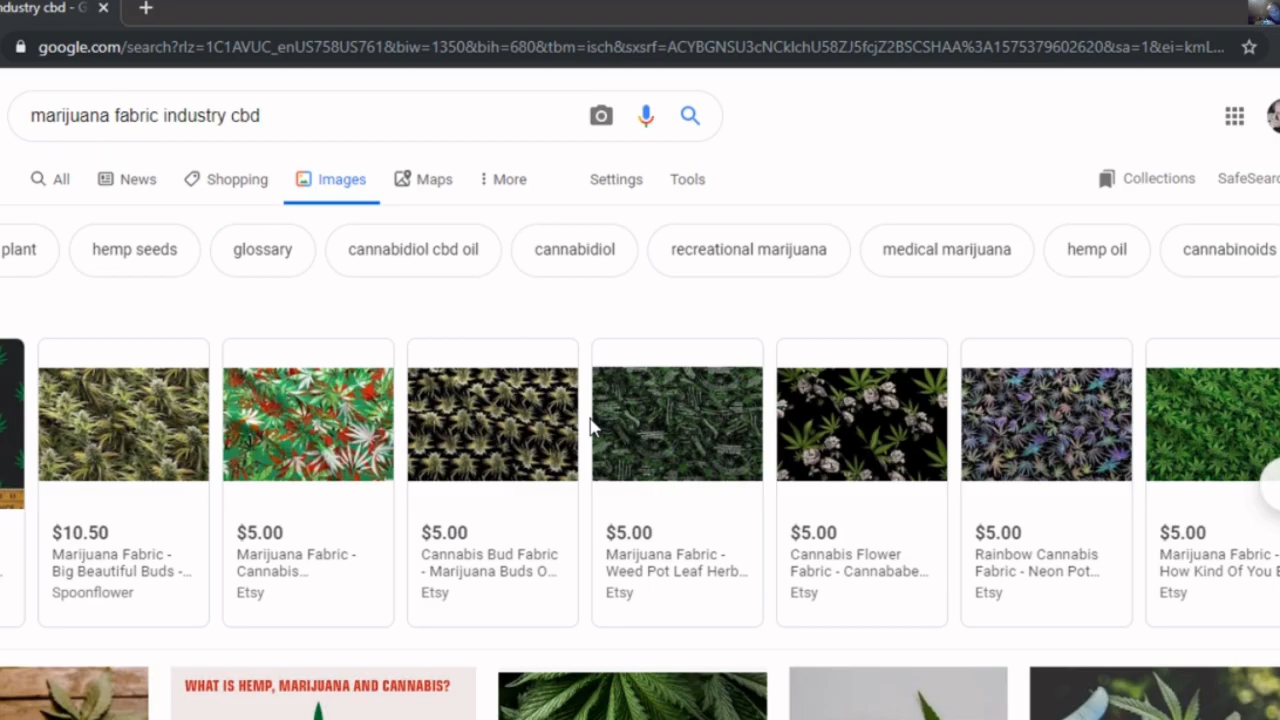 ndustry cbd - G
google.com/search?rlz=1C1AVUC_enUS758US761&biw=1350&bih=680&tbm=isch&sxsrf=ACYBGNSU3cNCklchU58ZJ5fcjZ2BSCSHAA%3A1575379602620&sa=1&ei=kmL...
marijuana fabric industry cbd
All News Shopping Images Maps More Settings Tools Collections SafeSearc
plant hemp seeds glossary cannabidiol cbd oil cannabidiol recreational marijuana medical marijuana hemp oil cannabinoids
$10.50
Marijuana Fabric -
Big Beautiful Buds -...
Spoonflower
$5.00
Marijuana Fabric -
Cannabis...
Etsy
$5.00
Cannabis Bud Fabric
- Marijuana Buds O...
Etsy
$5.00
Marijuana Fabric -
Weed Pot Leaf Herb...
Etsy
$5.00
Cannabis Flower
Fabric - Cannababe...
Etsy
$5.00
Rainbow Cannabis
Fabric - Neon Pot...
Etsy
$5.00
Marijuana Fabric -
How Kind Of You B
Etsy
WHAT IS HEMP, MARIJUANA AND CANNABIS?